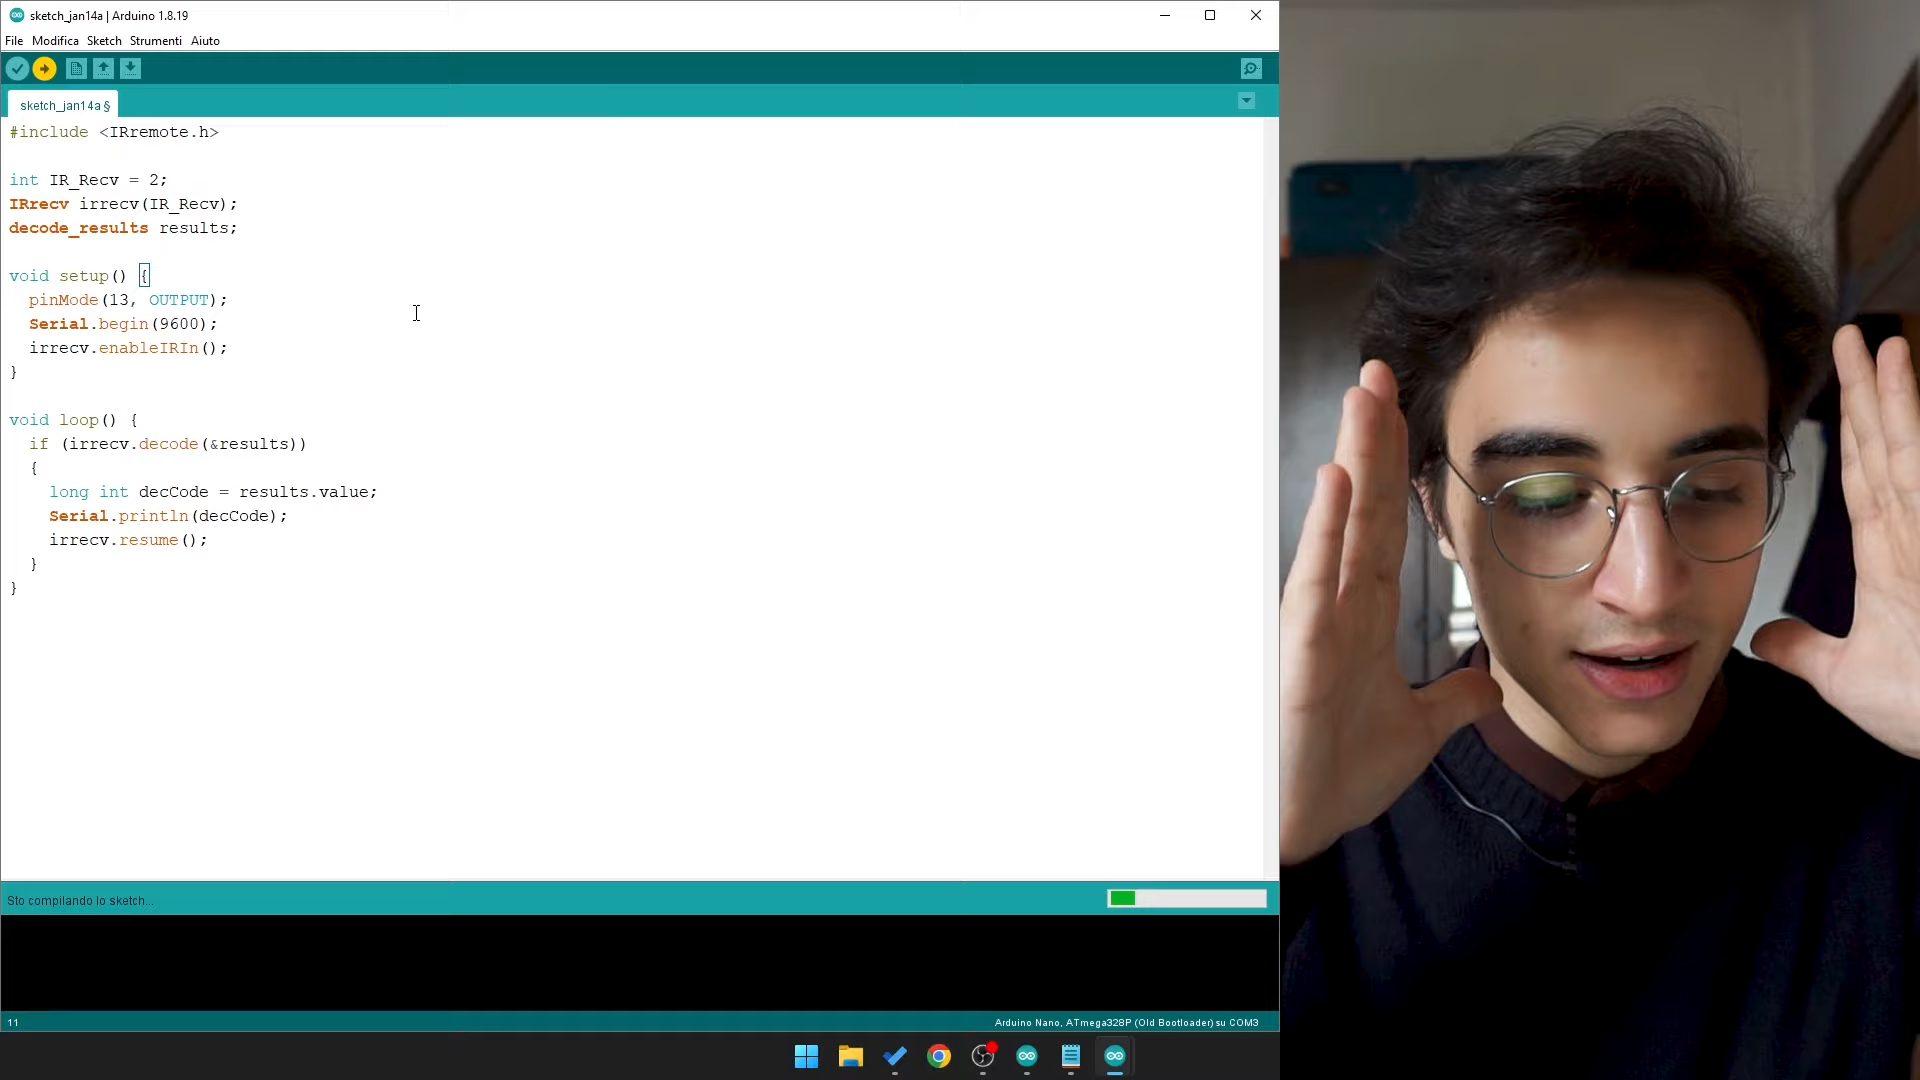 sketch_jan14a | Arduino 1.8.19
File Modifica Sketch Strumenti Aiuto
sketch_jan14a §
#include <IRremote.h>
int IR_Recv = 2;
IRrecv irrecv(IR_Recv);
decode_results results;
void setup() {
pinMode(13, OUTPUT);
Serial.begin(9600);
irrecv.enableIRIn();
}
void loop() {
if (irrecv.decode(&results))
{
long int decCode = results.value;
Serial.println(decCode);
irrecv.resume();
}
}
Sto compilando lo sketch...
11
Arduino Nano, ATmega328P (Old Bootloader) su COM3